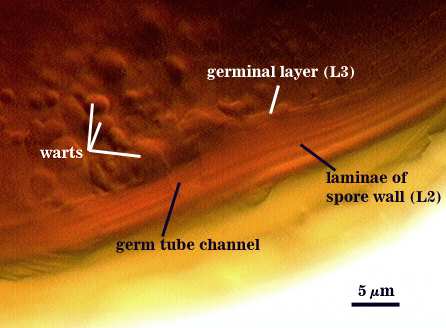 germinal layer (L3)
warts
laminae of
spore wall (L2)
germ tube channel
5 μm